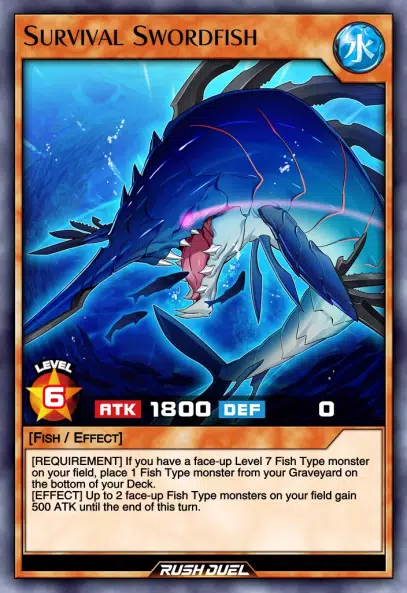 SURVIVAL SWORDFISH
水
LEVEL
6
ATK 1800 DEF 0
[FISH / EFFECT]
[REQUIREMENT] If you have a face-up Level 7 Fish Type monster
on your field, place 1 Fish Type monster from your Graveyard on
the bottom of your Deck.
[EFFECT] Up to 2 face-up Fish Type monsters on your field gain
500 ATK until the end of this turn.
RUSH DUEL